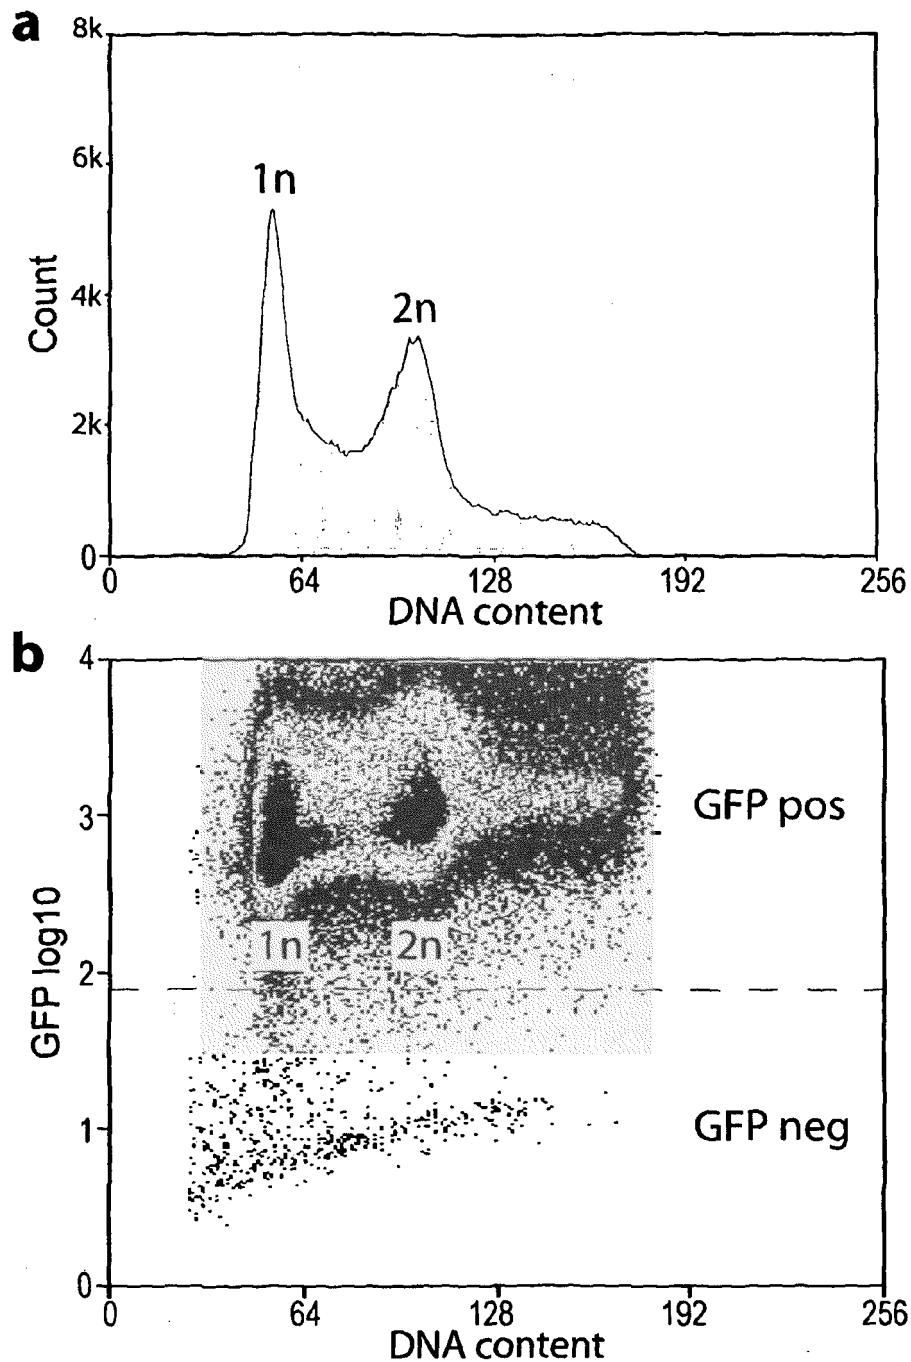 a
8k
6k
4k
2k
0
Count
1n
2n
0 64 128 192 256
DNA content
b
4
3
2
1
0
GFP log10
GFP pos
1n 2n
GFP neg
0 64 128 192 256
DNA content